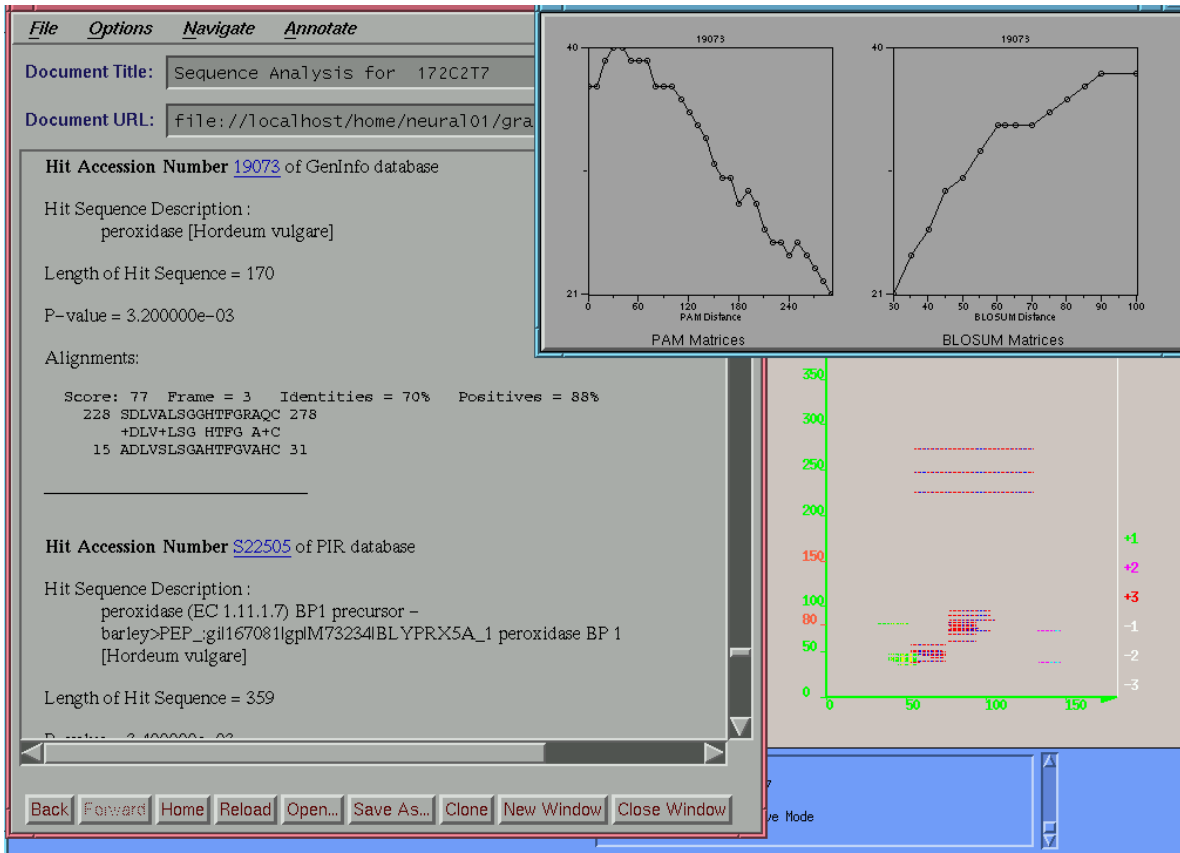 File Options Navigate Annotate
Document Title: Sequence Analysis for 172C2T7
Document URL: file://localhost/home/neural01/gra
Hit Accession Number 19073 of GenInfo database
Hit Sequence Description :
peroxidase [Hordeum vulgare]
Length of Hit Sequence = 170
P-value = 3.200000e-03
Alignments:
Score: 77 Frame = 3 Identities = 70% Positives = 88%
228 SDLVALSGGHTFGRAQC 278
+DLV+LSG HTFG A+C
15 ADLVSLSGAHTFGVAHC 31
Hit Accession Number S22505 of PIR database
Hit Sequence Description :
peroxidase (EC 1.11.1.7) BP1 precursor -
barley>PEP_:gi|167081|gp|M73234|BLYPRX5A_1 peroxidase BP 1
[Hordeum vulgare]
Length of Hit Sequence = 359
Back Forward Home Reload Open... Save As... Clone New Window Close Window
19073
40
21
0 60 120 180 240
PAM Distance
PAM Matrices
19073
40
21
30 40 50 60 70 80 90 100
BLOSUM Distance
BLOSUM Matrices
350
300
250
200
150
100
80
50
0
0 50 100 150
+1
+2
+3
-1
-2
-3
Mode